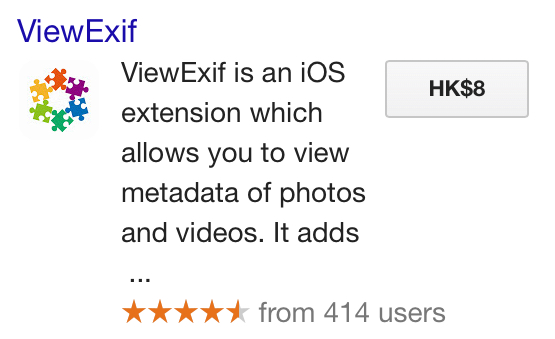 ViewExif
ViewExif is an iOS
extension which
allows you to view
metadata of photos
and videos. It adds
...
HK$8
from 414 users